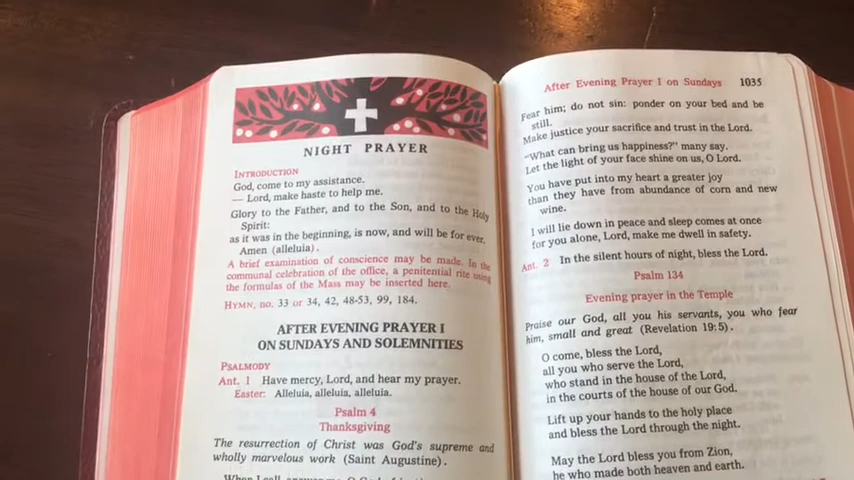 NIGHT PRAYER
INTRODUCTION
God, come to my assistance.
— Lord, make haste to help me.
Glory to the Father, and to the Son, and to the Holy
Spirit:
as it was in the beginning, is now, and will be for ever.
Amen (alleluia).
A brief examination of conscience may be made. In the
communal celebration of the office, a penitential rite using
the formulas of the Mass may be inserted here.
HYMN, no. 33 or 34, 42, 48-53, 99, 184.
AFTER EVENING PRAYER I
ON SUNDAYS AND SOLEMNITIES
PSALMODY
Ant. 1 Have mercy, Lord, and hear my prayer.
Easter: Alleluia, alleluia, alleluia.
Psalm 4
Thanksgiving
The resurrection of Christ was God's supreme and
wholly marvelous work (Saint Augustine).
When I call, answer me, O God
After Evening Prayer I on Sundays 1035
Fear him; do not sin: ponder on your bed and be
still.
Make justice your sacrifice and trust in the Lord.
"What can bring us happiness?" many say.
Let the light of your face shine on us, O Lord.
You have put into my heart a greater joy
than they have from abundance of corn and new
wine.
I will lie down in peace and sleep comes at once
for you alone, Lord, make me dwell in safety.
Ant. 2 In the silent hours of night, bless the Lord.
Psalm 134
Evening prayer in the Temple
Praise our God, all you his servants, you who fear
him, small and great (Revelation 19:5).
O come, bless the Lord,
all you who serve the Lord,
who stand in the house of the Lord,
in the courts of the house of our God.
Lift up your hands to the holy place
and bless the Lord through the night.
May the Lord bless you from Zion,
he who made both heaven and earth.